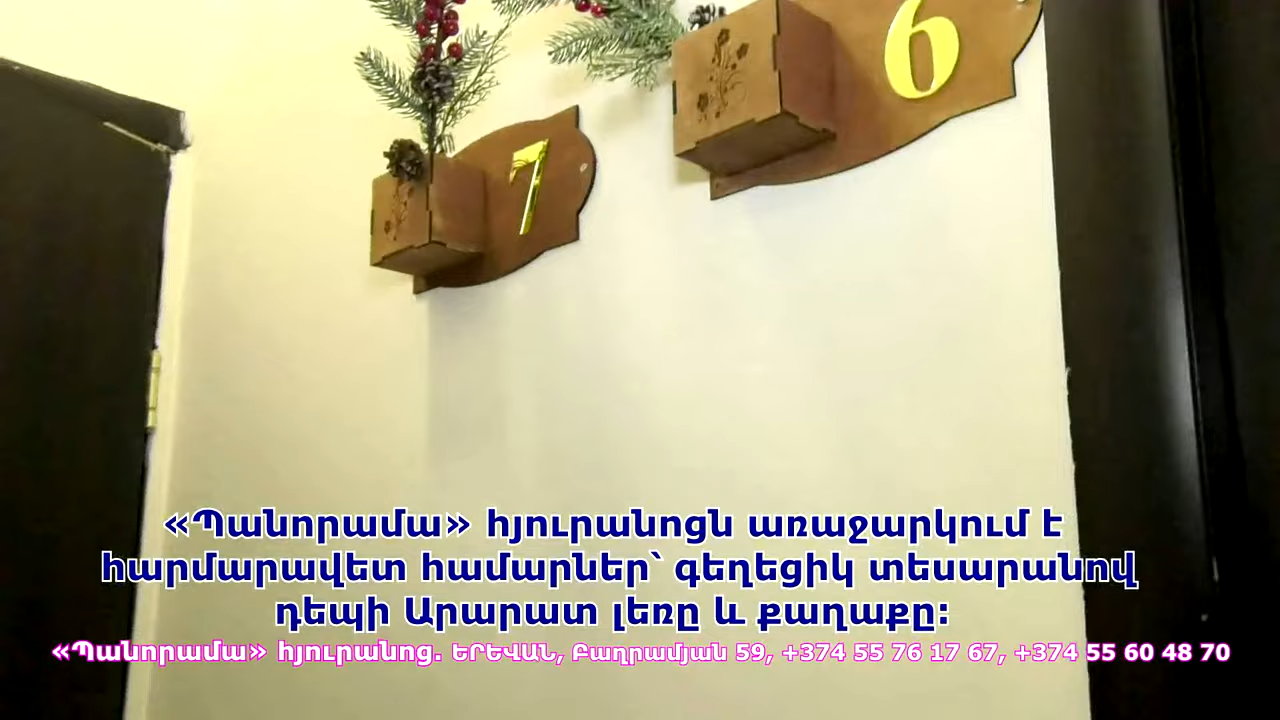 7
6
«Պանորամա» հյուրանոցն առաջարկում է
հարմարավետ համարներ՝ գեղեցիկ տեսարանով
դեպի Արարատ լեռը և քաղաքը:
«Պանորամա» հյուրանոց. ԵՐԵՎԱՆ, Բաղրամյան 59, +374 55 76 17 67, +374 55 60 48 70